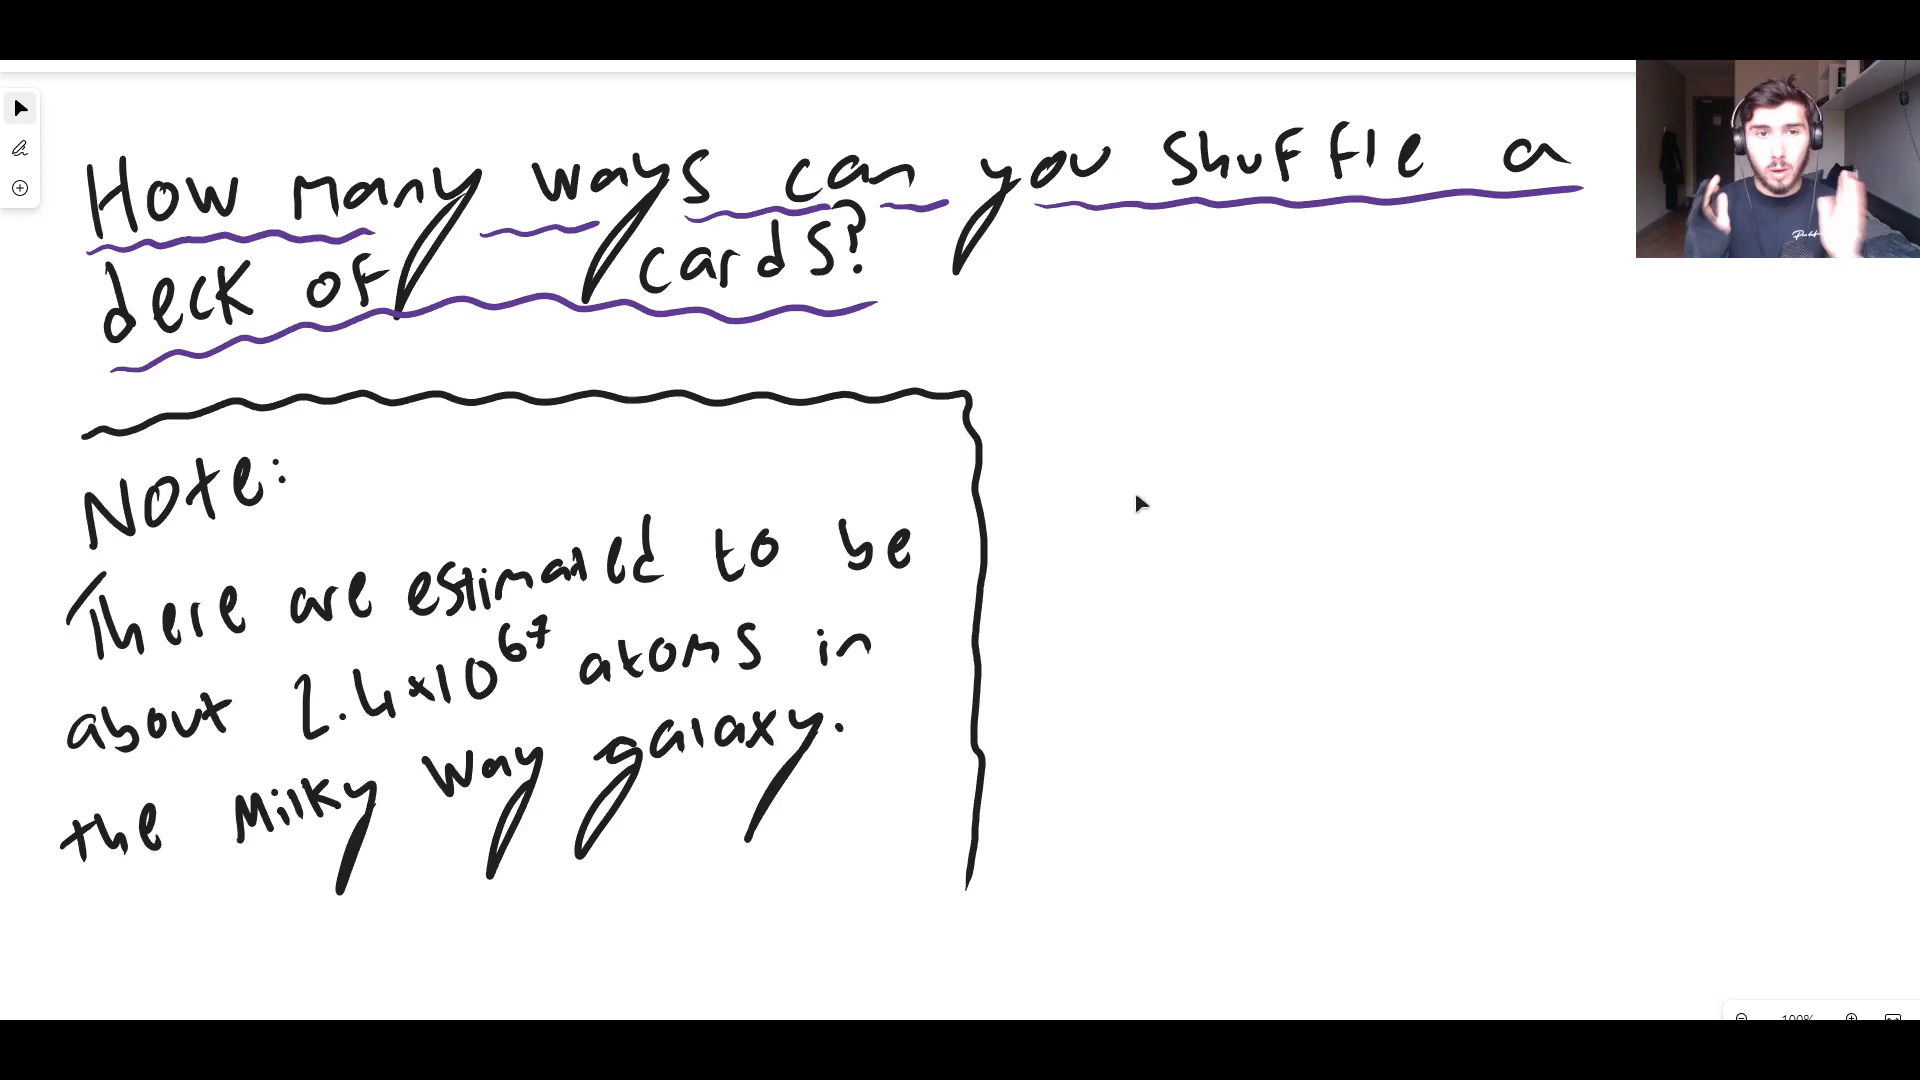 How many ways can you shuffle a
deck of cards?
Note:
There are estimated to be
about 2.4×10^67 atoms in
the Milky Way galaxy.
100%